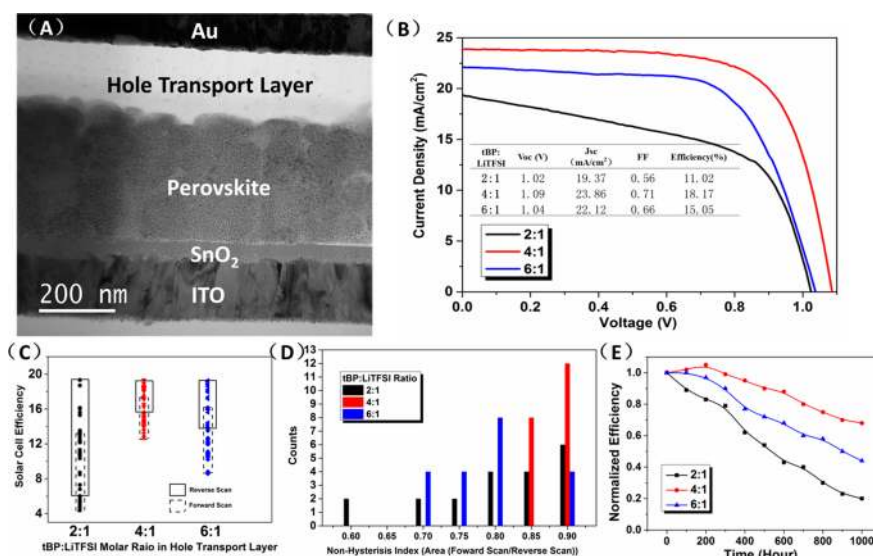 (A)
Au
Hole Transport Layer
Perovskite
SnO₂
ITO
200 nm
(B)
Current Density (mA/cm²)
25
20
15
10
5
0
tBP:LiTFSI Voc (V) Jsc (mA/cm²) FF Efficiency(%)
2:1 1.02 19.37 0.56 11.02
4:1 1.09 23.86 0.71 18.17
6:1 1.04 22.12 0.66 15.05
2:1
4:1
6:1
0.0 0.2 0.4 0.6 0.8 1.0
Voltage (V)
(C)
Solar Cell Efficiency
20
16
12
8
4
Reverse Scan
Forward Scan
2:1 4:1 6:1
tBP:LiTFSI Molar Raio in Hole Transport Layer
(D)
Counts
13
12
11
10
9
8
7
6
5
4
3
2
1
0
tBP:LiTFSI Ratio
2:1
4:1
6:1
0.60 0.70 0.75 0.80 0.85 0.90
Non-Hysterisis Index (Area (Foward Scan/Reverse Scan))
(E)
Normalized Efficiency
1.0
0.8
0.6
0.4
0.2
0.0
2:1
4:1
6:1
0 200 400 600 800 1000
Time (Hour)